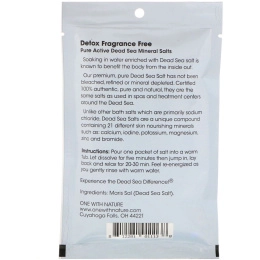 Detox Fragrance Free
Pure Active Dead Sea Mineral Salts
Soaking in water enriched with Dead Sea salt is
known to benefit the body from the inside out!
Our premium, pure Dead Sea Salt has not been
bleached, refined or mineral depleted. Certified
100% authentic, pure and natural, they are the
same salts as used in spas and treatment centers
around the Dead Sea.
Unlike other bath salts which are primarily sodium
chloride, Dead Sea Salts are a unique compound
containing 21 different skin nourishing minerals
such as: calcium, iodine, potassium, magnesium,
zinc and bromide.
Instructions: Pour one packet of salt into a warm
tub. Let dissolve for five minutes then jump in, lay
back and relax for 20-30 min. Feel re-energized as
you gently rinse with warm water.
Experience the Dead Sea Difference!®
Ingredients: Maris Sal (Dead Sea Salt).
ONE WITH NATURE
www.onewithnature.com
Cuyahoga Falls, OH 44221